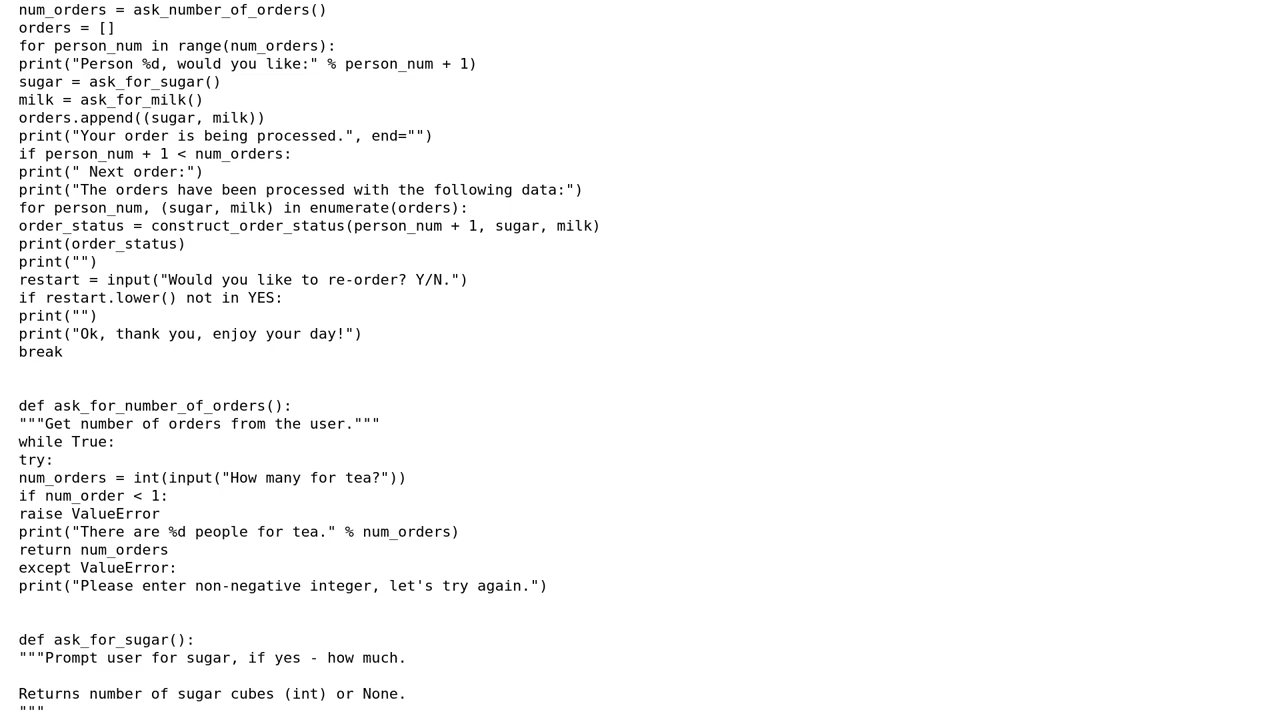 num_orders = ask_number_of_orders()
orders = []
for person_num in range(num_orders):
print("Person %d, would you like:" % person_num + 1)
sugar = ask_for_sugar()
milk = ask_for_milk()
orders.append((sugar, milk))
print("Your order is being processed.", end="")
if person_num + 1 < num_orders:
print(" Next order:")
print("The orders have been processed with the following data:")
for person_num, (sugar, milk) in enumerate(orders):
order_status = construct_order_status(person_num + 1, sugar, milk)
print(order_status)
print("")
restart = input("Would you like to re-order? Y/N.")
if restart.lower() not in YES:
print("")
print("Ok, thank you, enjoy your day!")
break
def ask_for_number_of_orders():
"""Get number of orders from the user."""
while True:
try:
num_orders = int(input("How many for tea?"))
if num_order < 1:
raise ValueError
print("There are %d people for tea." % num_orders)
return num_orders
except ValueError:
print("Please enter non-negative integer, let's try again.")
def ask_for_sugar():
"""Prompt user for sugar, if yes - how much.
Returns number of sugar cubes (int) or None.
"""